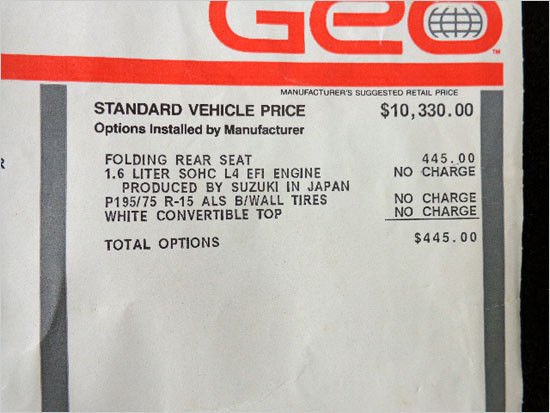 Geo
TM
MANUFACTURER'S SUGGESTED RETAIL PRICE
STANDARD VEHICLE PRICE $10,330.00
Options Installed by Manufacturer
FOLDING REAR SEAT 445.00
R 1.6 LITER SOHC L4 EFI ENGINE NO CHARGE
PRODUCED BY SUZUKI IN JAPAN
P195/75 R-15 ALS B/WALL TIRES NO CHARGE
WHITE CONVERTIBLE TOP NO CHARGE
TOTAL OPTIONS $445.00